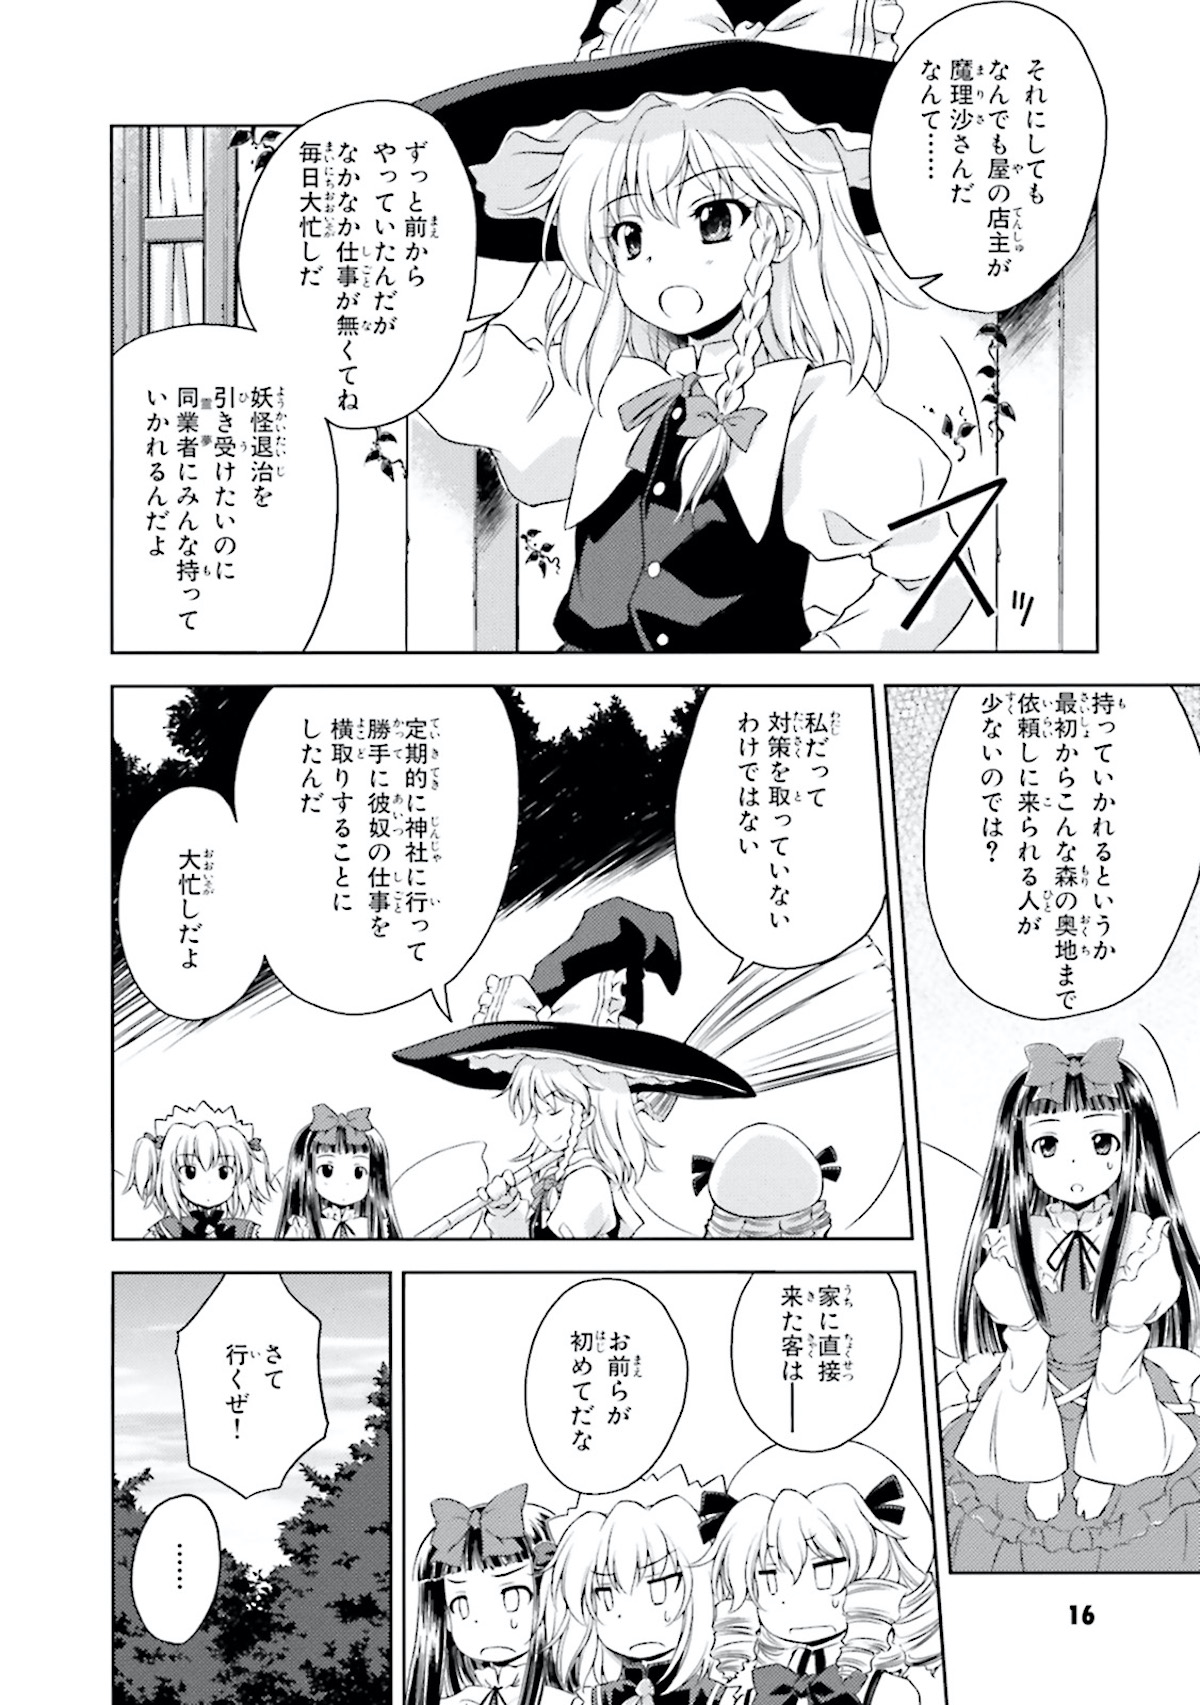 それにしても
なんでも屋の店主が
魔理沙さんだ
なんて……
ずっと前から
やっていたんだが
なかなか仕事が無くてね
毎日大忙しだ
妖怪退治を
引き受けたいのに
同業者にみんな持って
いかれるんだよ
持っていかれるというか
最初からこんな森の奥地まで
依頼しに来られる人が
少ないのでは？
私だって
対策を取っていない
わけではない
定期的に神社に行って
勝手に彼奴の仕事を
横取りすることに
したんだ
大忙しだよ
家に直接
来た客は──
お前らが
初めてだな
さて
行くぜ！
……
16